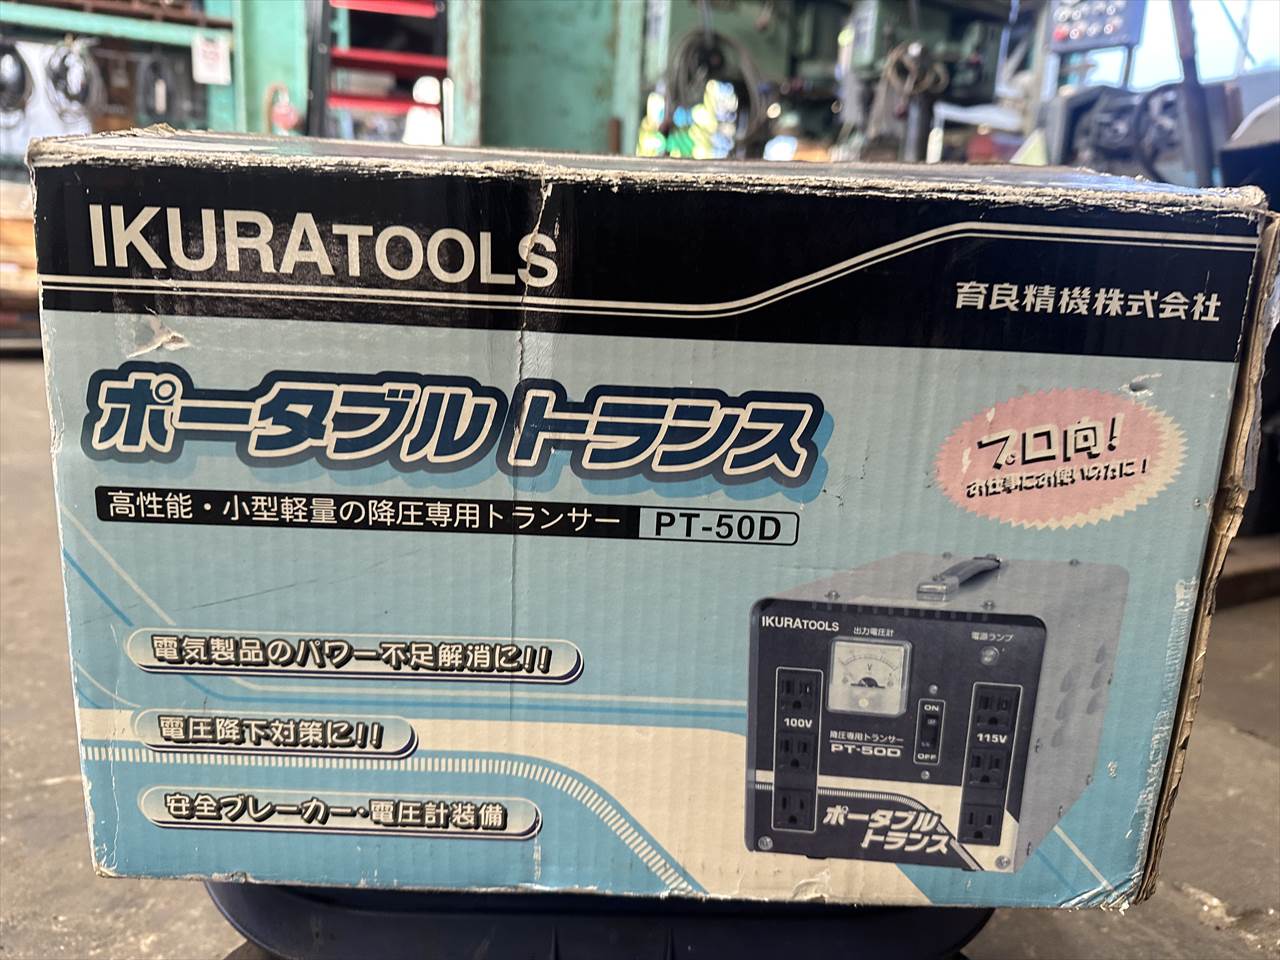 IKURATOOLS
育良精機株式会社
ポータブル トランス
プロ向!
お仕事にお使いの方に!
高性能・小型軽量の降圧専用トランサー PT-50D
電気製品のパワー不足解消に!!
電圧降下対策に!!
安全ブレーカー・電圧計装備
IKURATOOLS
出力電圧計
電源ランプ
V
ON
OFF
100V
115V
降圧専用トランサー
PT-50D
ポータブル
トランス